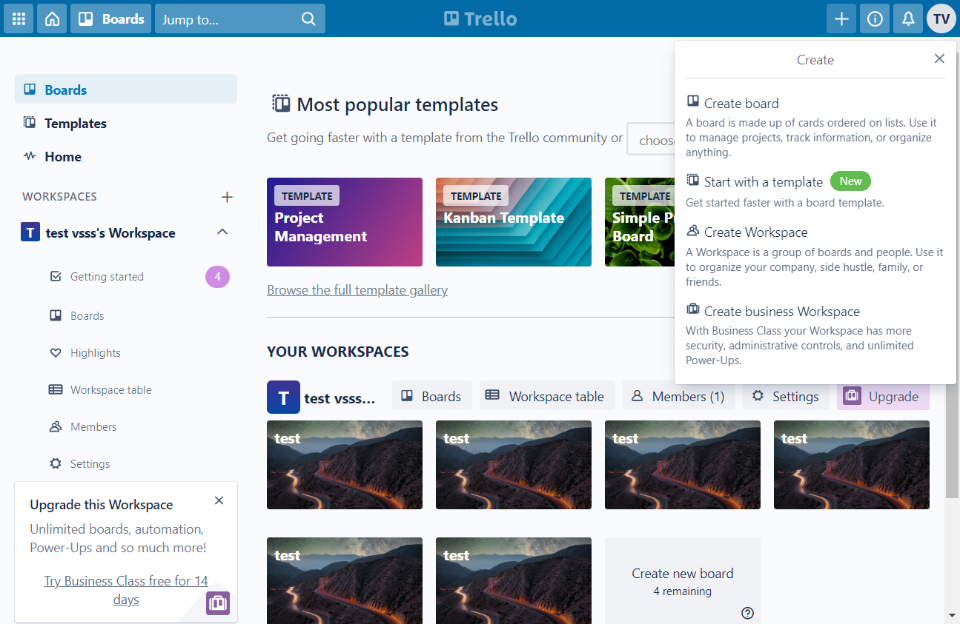 Boards
Jump to...
Trello
TV
Boards
Templates
Home
WORKSPACES
T test vsss's Workspace
Getting started
4
Boards
Highlights
Workspace table
Members
Settings
Upgrade this Workspace
Unlimited boards, automation,
Power-Ups and so much more!
Try Business Class free for 14
days
Most popular templates
Get going faster with a template from the Trello community or
TEMPLATE
Project
Management
TEMPLATE
Kanban Template
TEMPLATE
Simple
Board
Browse the full template gallery
YOUR WORKSPACES
T test vsss...
Boards
Workspace table
Members (1)
Settings
Upgrade
test
test
test
test
test
test
Create new board
4 remaining
Create
Create board
A board is made up of cards ordered on lists. Use it
to manage projects, track information, or organize
anything.
Start with a template New
Get started faster with a board template.
Create Workspace
A Workspace is a group of boards and people. Use it
to organize your company, side hustle, family, or
friends.
Create business Workspace
With Business Class your Workspace has more
security, administrative controls, and unlimited
Power-Ups.